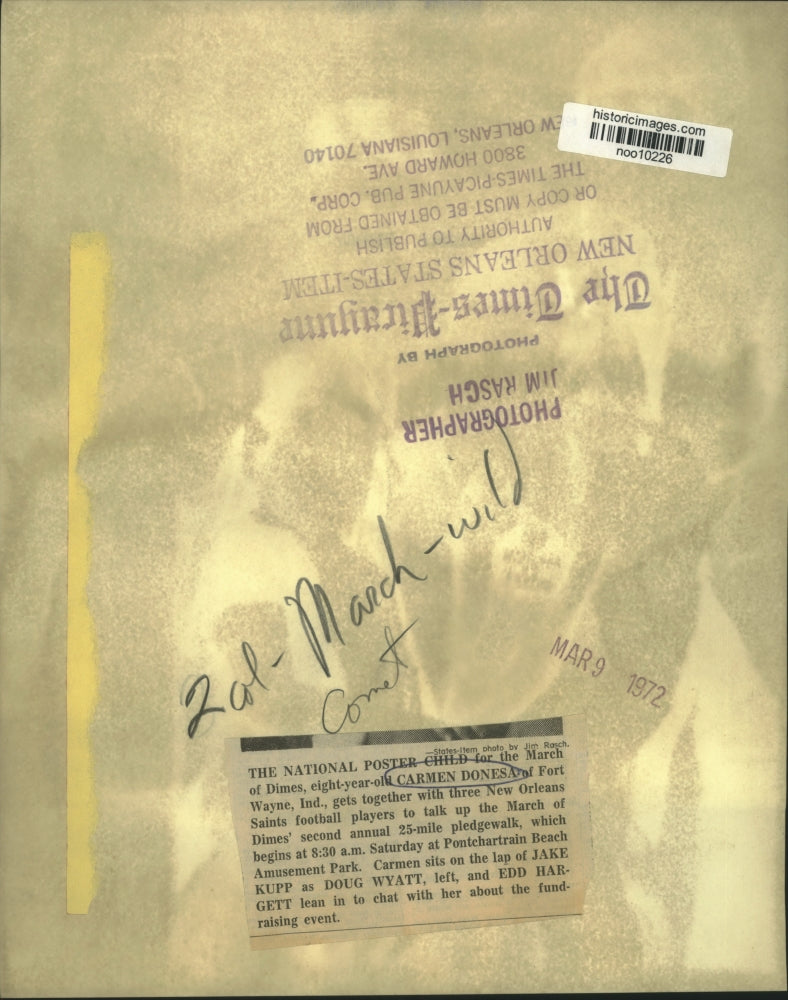 historicimages.com
noo10226
NEW ORLEANS, LOUISIANA 70140
3800 HOWARD AVE.
THE TIMES-PICAYUNE PUB. CORP.
OR COPY MUST BE OBTAINED FROM
AUTHORITY TO PUBLISH
NEW ORLEANS STATES-ITEM
The Times-Picayune
PHOTOGRAPH BY
JIM RASCH
PHOTOGRAPHER
2 col - March - wild
Comet
MAR 9 1972
—States-Item photo by Jim Rasch.
THE NATIONAL POSTER CHILD for the March
of Dimes, eight-year-old CARMEN DONESA of Fort
Wayne, Ind., gets together with three New Orleans
Saints football players to talk up the March of
Dimes' second annual 25-mile pledgewalk, which
begins at 8:30 a.m. Saturday at Pontchartrain Beach
Amusement Park. Carmen sits on the lap of JAKE
KUPP as DOUG WYATT, left, and EDD HAR-
GETT lean in to chat with her about the fund-
raising event.